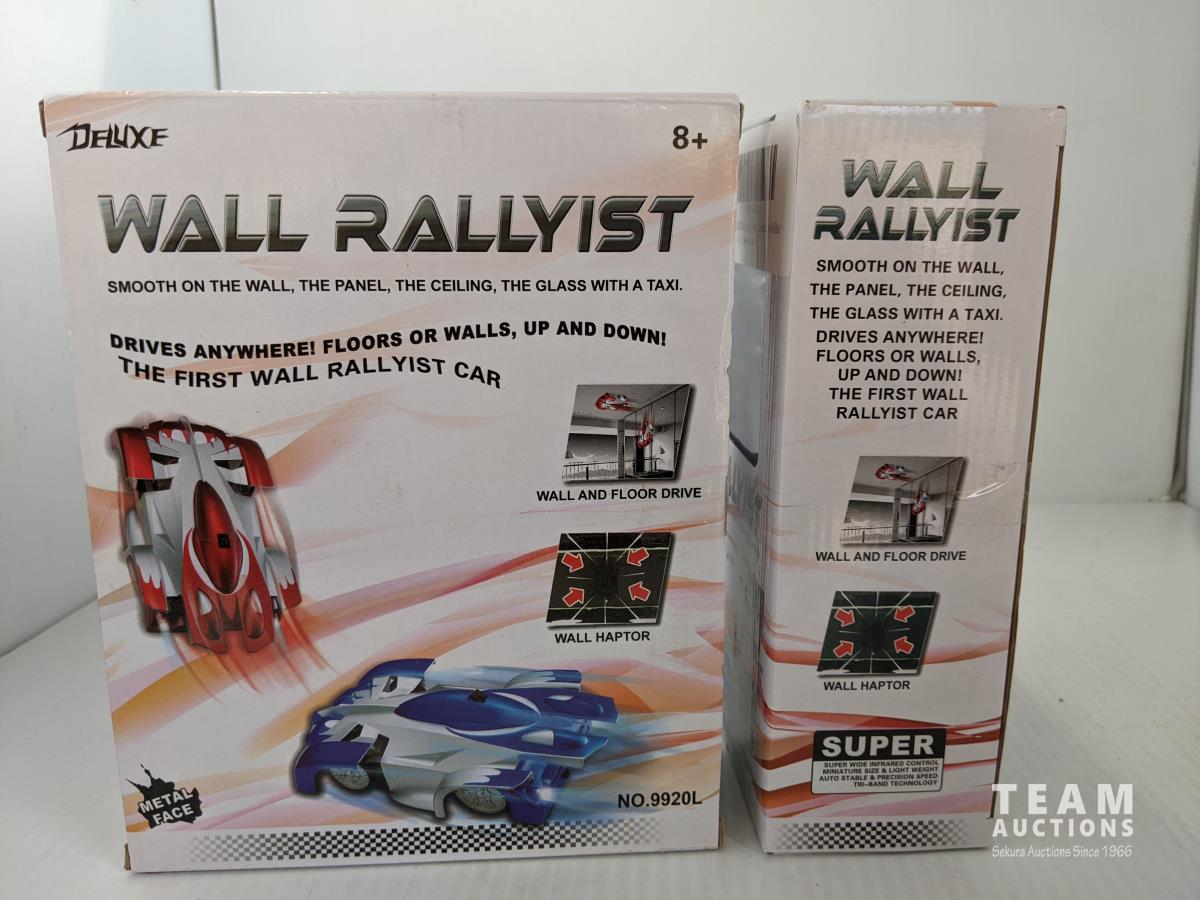 DELUXE
8+
WALL RALLYIST
SMOOTH ON THE WALL, THE PANEL, THE CEILING, THE GLASS WITH A TAXI.
DRIVES ANYWHERE! FLOORS OR WALLS, UP AND DOWN!
THE FIRST WALL RALLYIST CAR
WALL AND FLOOR DRIVE
WALL HAPTOR
METAL
FACE
NO.9920L
WALL
RALLYIST
SMOOTH ON THE WALL,
THE PANEL, THE CEILING,
THE GLASS WITH A TAXI.
DRIVES ANYWHERE!
FLOORS OR WALLS,
UP AND DOWN!
THE FIRST WALL
RALLYIST CAR
WALL AND FLOOR DRIVE
WALL HAPTOR
SUPER
SUPER WIDE INFRARED CONTROL
MINIATURE SIZE & LIGHT WEIGHT
AUTO STABLE & PRECISION SPEED
TRI-BAND TECHNOLOGY
TEAM
AUCTIONS
Sekura Auctions Since 1966